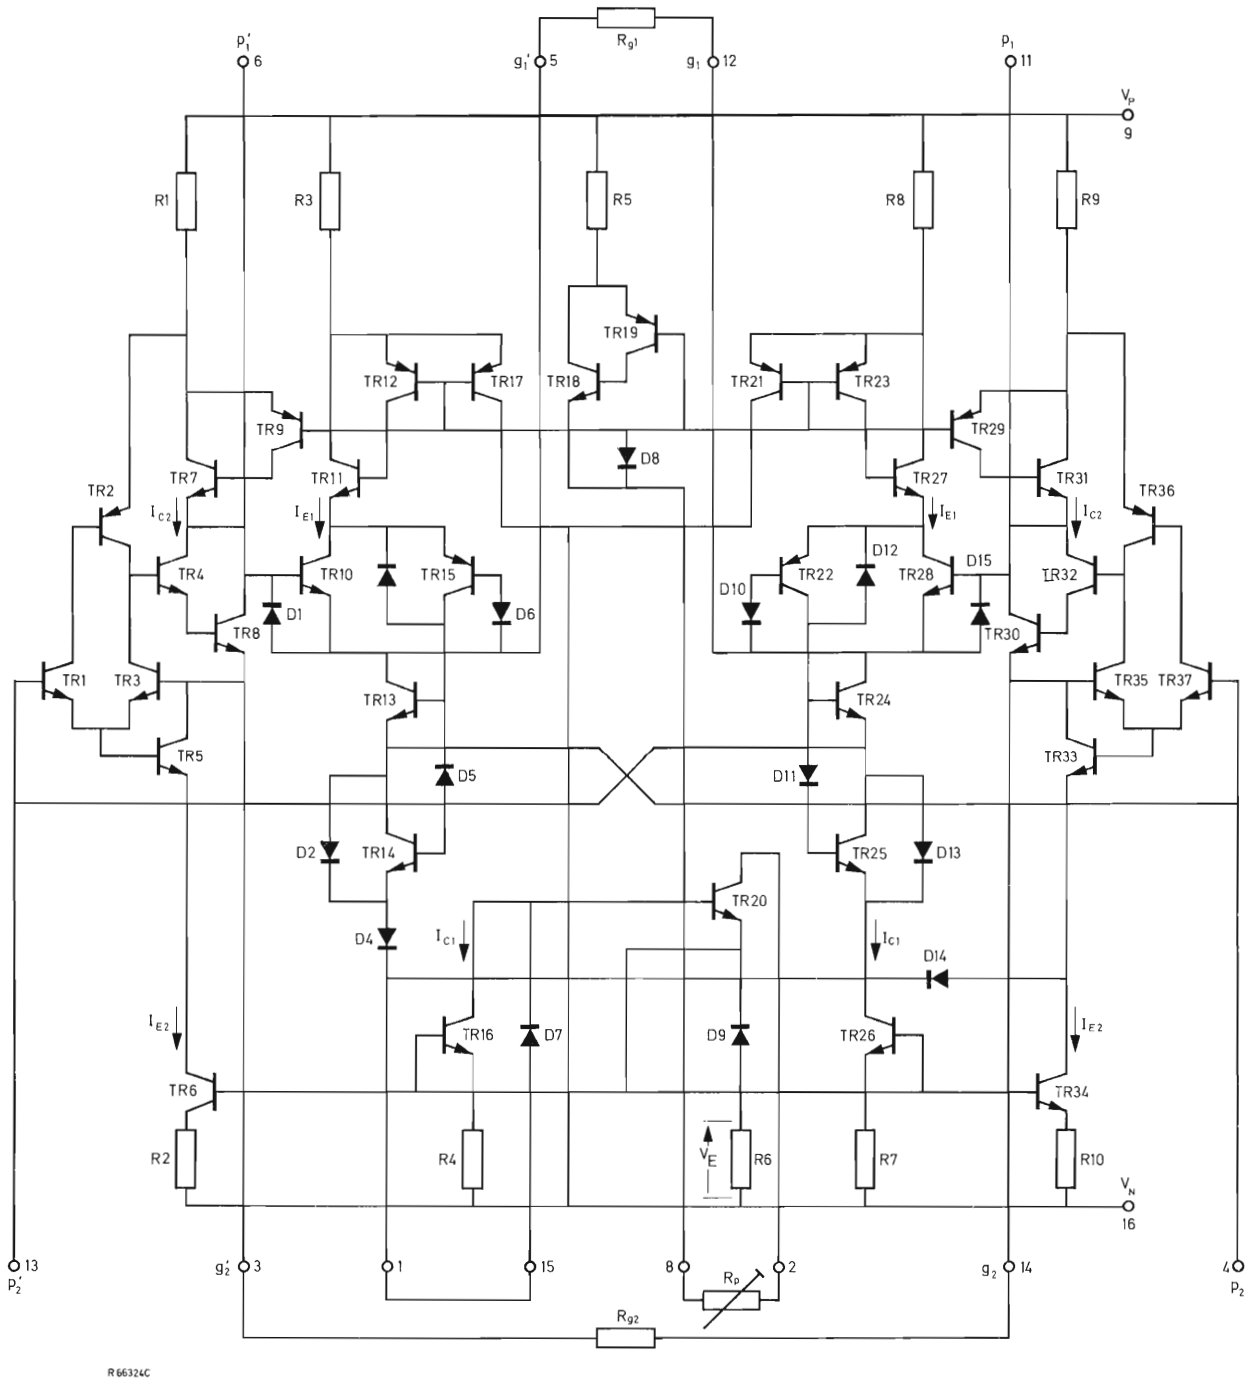 Rg1
p1' 6
g1' 5
g1 12
p1 11
VP
9
R1
R3
R5
R8
R9
TR19
TR12
TR17
TR18
TR21
TR23
TR9
TR29
D8
TR7
TR11
TR27
TR31
TR2
TR36
IC2
IE1
IE1
IC2
D12
D15
TR4
TR10
TR15
TR22
TR28
TR32
D10
D1
D6
TR8
TR30
TR1
TR3
TR13
TR24
TR35
TR37
TR5
D5
D11
TR33
D2
TR14
TR25
D13
TR20
D4
IC1
IC1
D14
IE2
TR16
D7
D9
TR26
IE2
TR6
TR34
R2
R4
VE
R6
R7
R10
VN
16
13
p2'
g2' 3
1
15
8
2
g2 14
4
p2
Rp
Rg2
R66324C